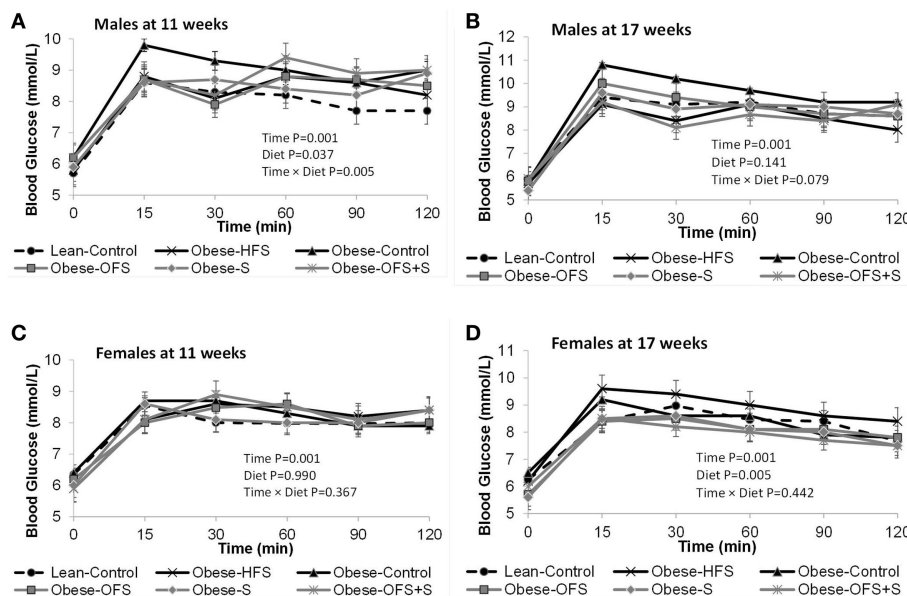 A
Males at 11 weeks
Blood Glucose (mmol/L)
10
9
8
7
6
5
Time P=0.001
Diet P=0.037
Time × Diet P=0.005
0 15 30 60 90 120
Time (min)
Lean-Control Obese-HFS Obese-Control
Obese-OFS Obese-S Obese-OFS+S
B
Males at 17 weeks
Blood Glucose (mmol/L)
12
11
10
9
8
7
6
5
Time P=0.001
Diet P=0.141
Time × Diet P=0.079
0 15 30 60 90 120
Time (min)
Lean-Control Obese-HFS Obese-Control
Obese-OFS Obese-S Obese-OFS+S
C
Females at 11 weeks
Blood Glucose (mmol/L)
10
9
8
7
6
5
Time P=0.001
Diet P=0.990
Time × Diet P=0.367
0 15 30 60 90 120
Time (min)
Lean-Control Obese-HFS Obese-Control
Obese-OFS Obese-S Obese-OFS+S
D
Females at 17 weeks
Blood Glucose (mmol/L)
11
10
9
8
7
6
5
Time P=0.001
Diet P=0.005
Time × Diet P=0.442
0 15 30 60 90 120
Time (min)
Lean-Control Obese-HFS Obese-Control
Obese-OFS Obese-S Obese-OFS+S